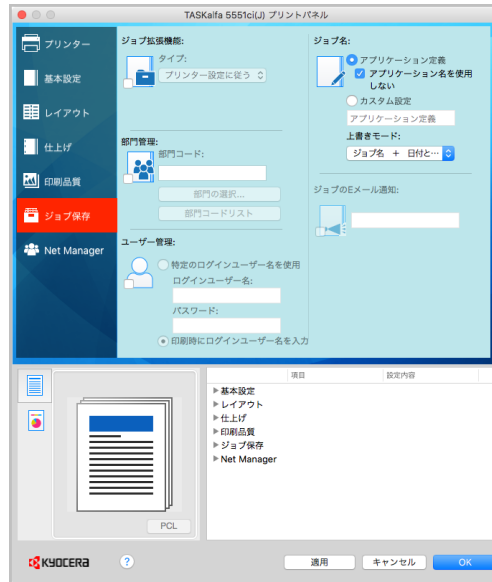 TASKalfa 5551ci(J) プリントパネル
プリンター
基本設定
レイアウト
仕上げ
印刷品質
ジョブ保存
Net Manager
ジョブ拡張機能:
タイプ:
プリンター設定に従う
部門管理:
部門コード:
部門の選択...
部門コードリスト
ユーザー管理:
特定のログインユーザー名を使用
ログインユーザー名:
パスワード:
印刷時にログインユーザー名を入力
ジョブ名:
アプリケーション定義
アプリケーション名を使用
しない
カスタム設定
アプリケーション定義
上書きモード:
ジョブ名 + 日付と…
ジョブのEメール通知:
項目 設定内容
基本設定
レイアウト
仕上げ
印刷品質
ジョブ保存
Net Manager
PCL
KYOCERA
?
適用 キャンセル OK